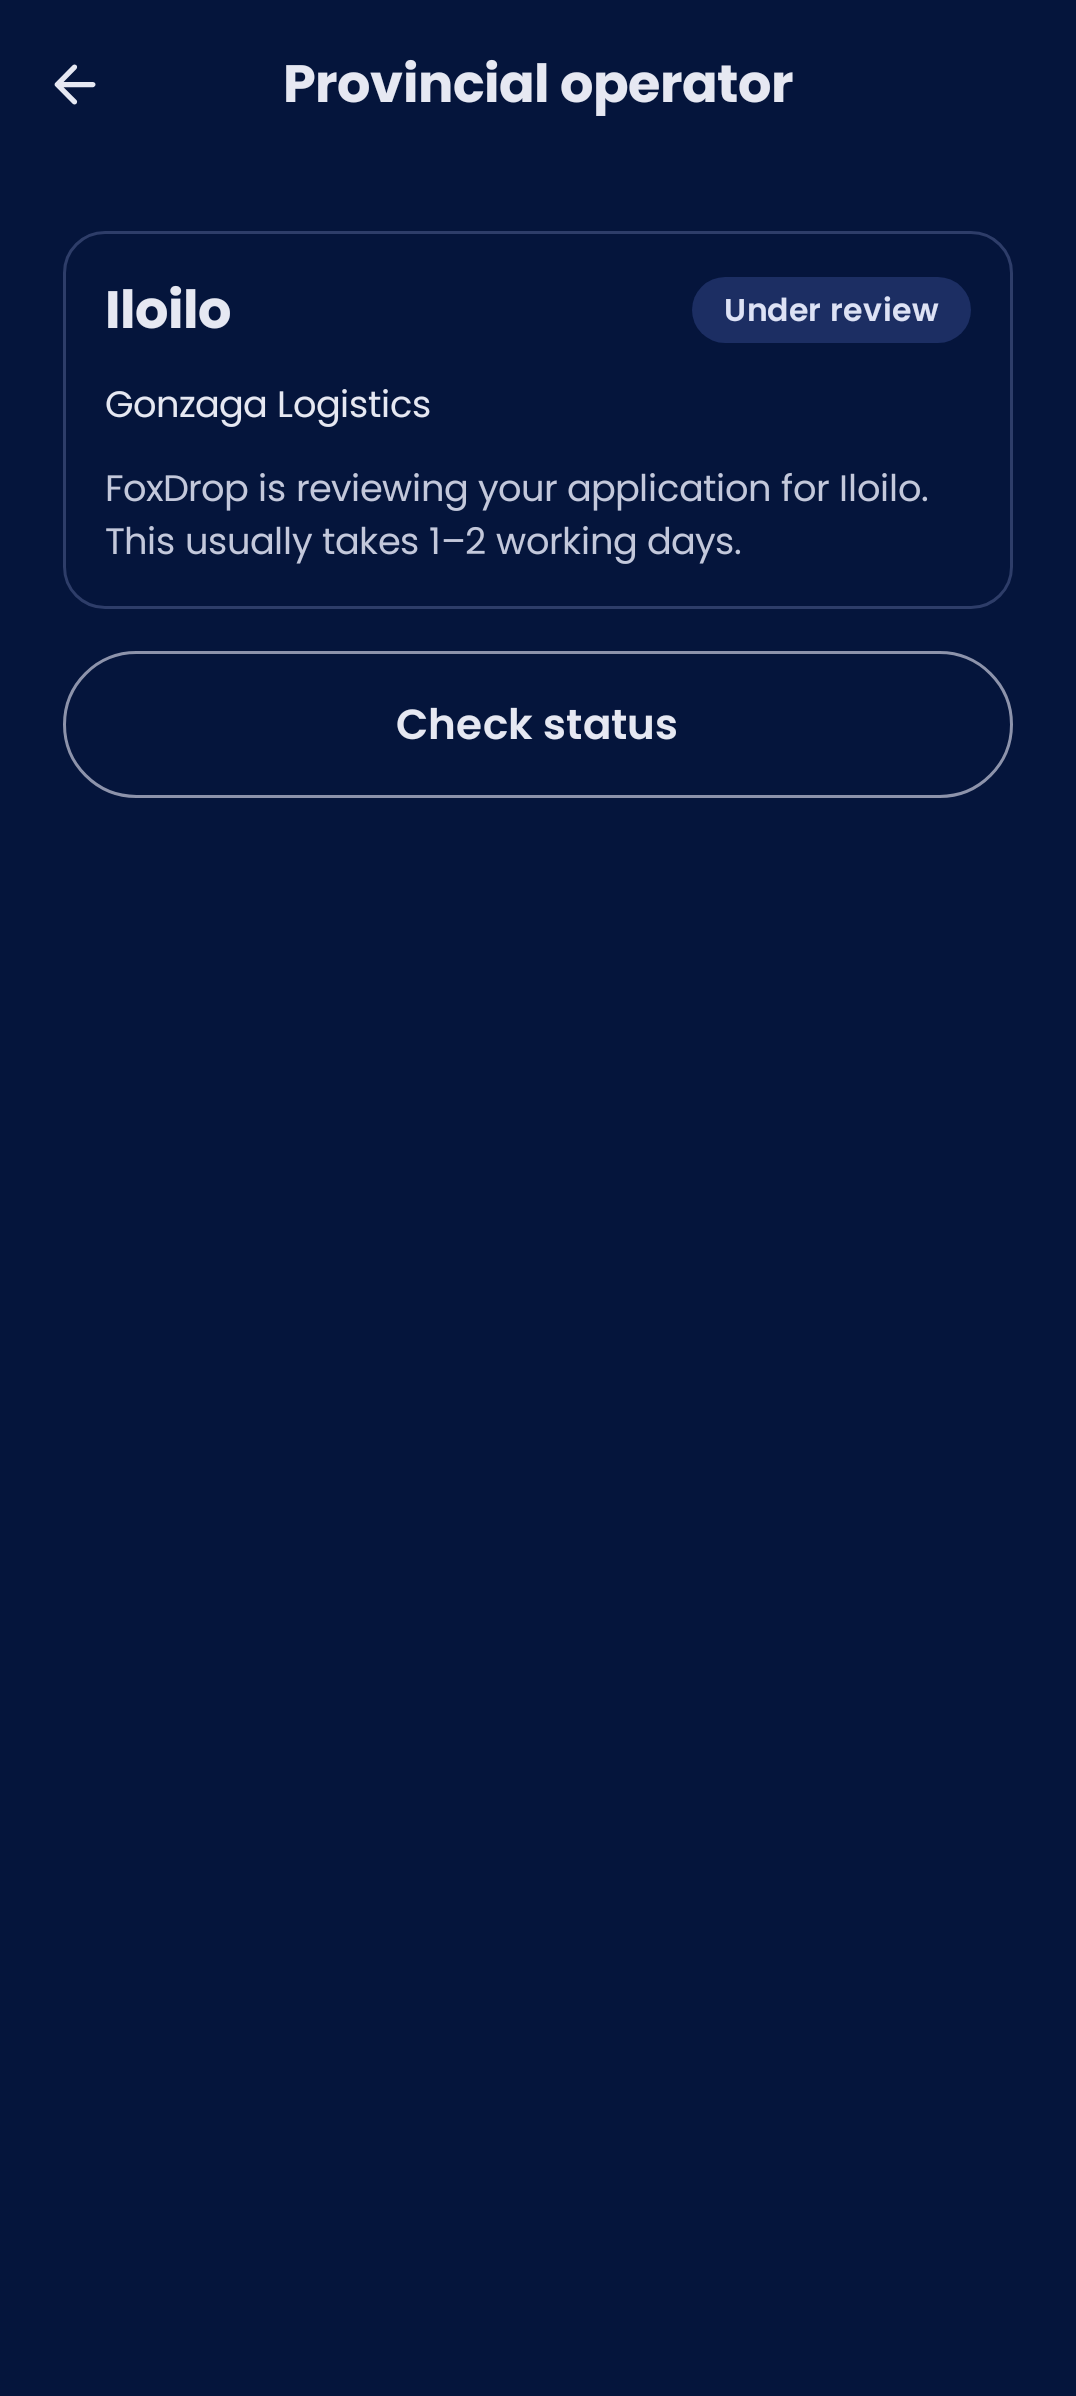 Provincial operator
Iloilo
Under review
Gonzaga Logistics
FoxDrop is reviewing your application for Iloilo.
This usually takes 1–2 working days.
Check status